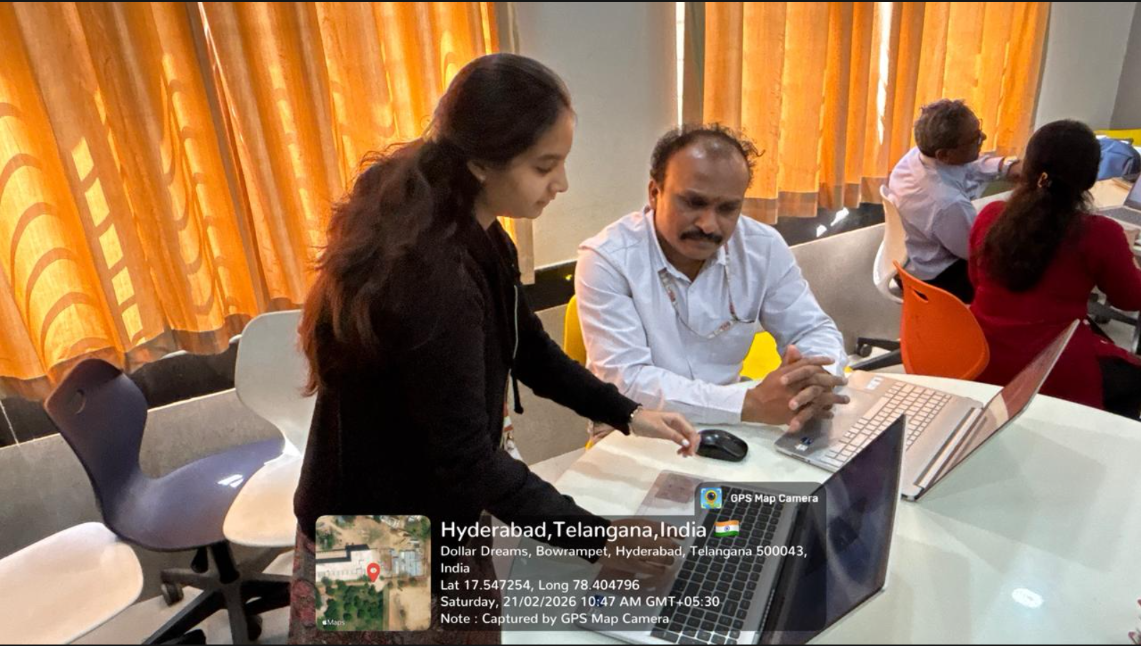 GPS Map Camera
Hyderabad,Telangana,India 🇮🇳
Dollar Dreams, Bowrampet, Hyderabad, Telangana 500043,
India
Lat 17.547254, Long 78.404796
Saturday, 21/02/2026 10:47 AM GMT+05:30
Note : Captured by GPS Map Camera
Maps